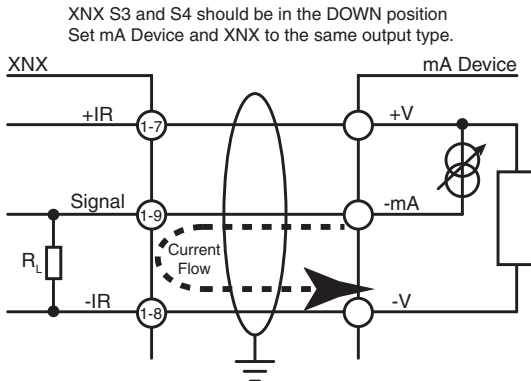 XNX S3 and S4 should be in the DOWN position
Set mA Device and XNX to the same output type.
XNX
mA Device
+IR
1-7
+V
Signal
1-9
-mA
Current
Flow
RL
-IR
1-8
-V